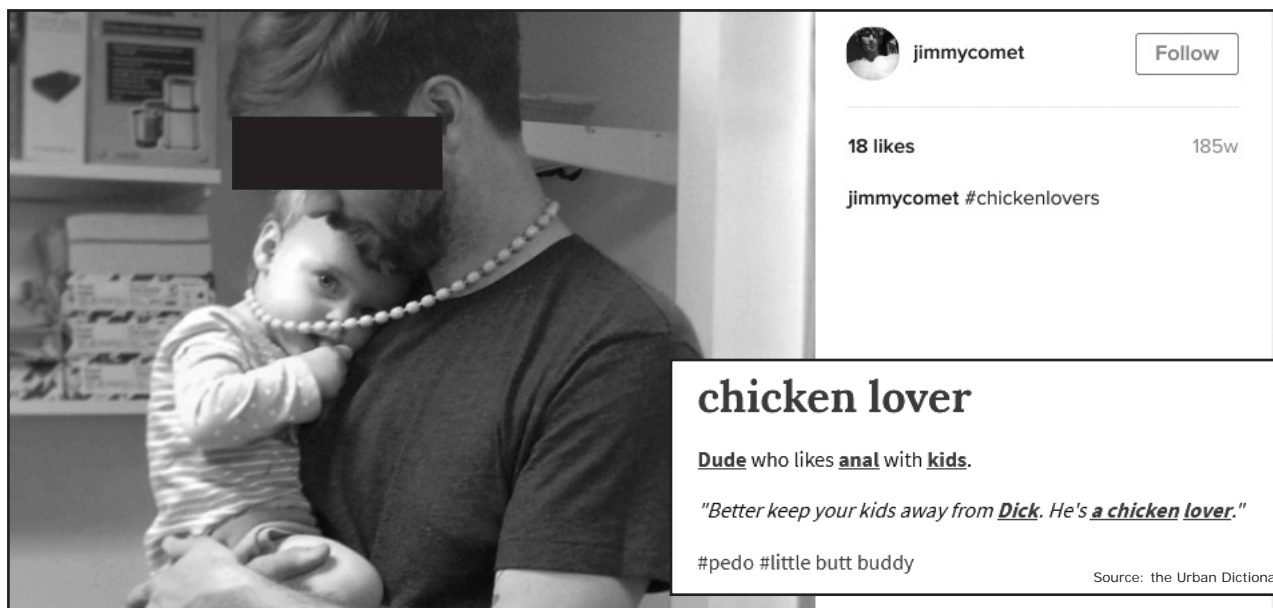 jimmycomet
Follow
18 likes
185w
jimmycomet #chickenlovers
chicken lover
Dude who likes anal with kids.
"Better keep your kids away from Dick. He's a chicken lover."
#pedo #little butt buddy
Source: the Urban Dictiona